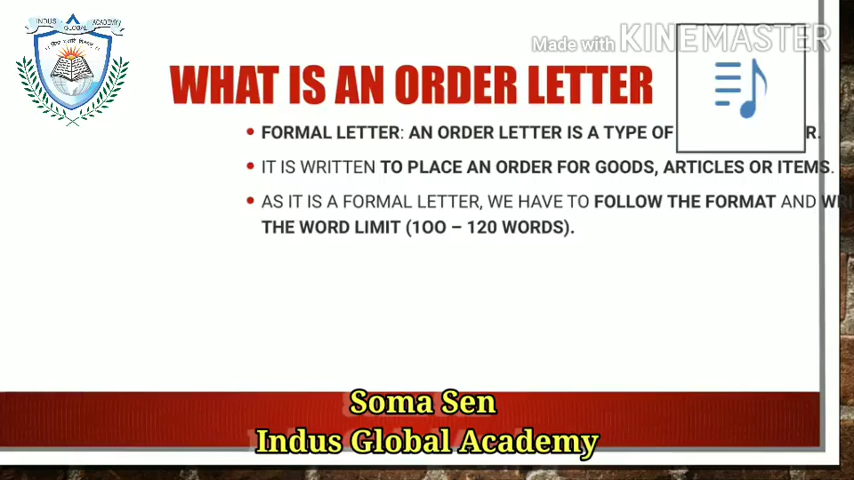 INDUS GLOBAL ACADEMY
Made with KINEMASTER
WHAT IS AN ORDER LETTER
• FORMAL LETTER: AN ORDER LETTER IS A TYPE OF R.
• IT IS WRITTEN TO PLACE AN ORDER FOR GOODS, ARTICLES OR ITEMS.
• AS IT IS A FORMAL LETTER, WE HAVE TO FOLLOW THE FORMAT AND
THE WORD LIMIT (1OO – 120 WORDS).
Soma Sen
Indus Global Academy